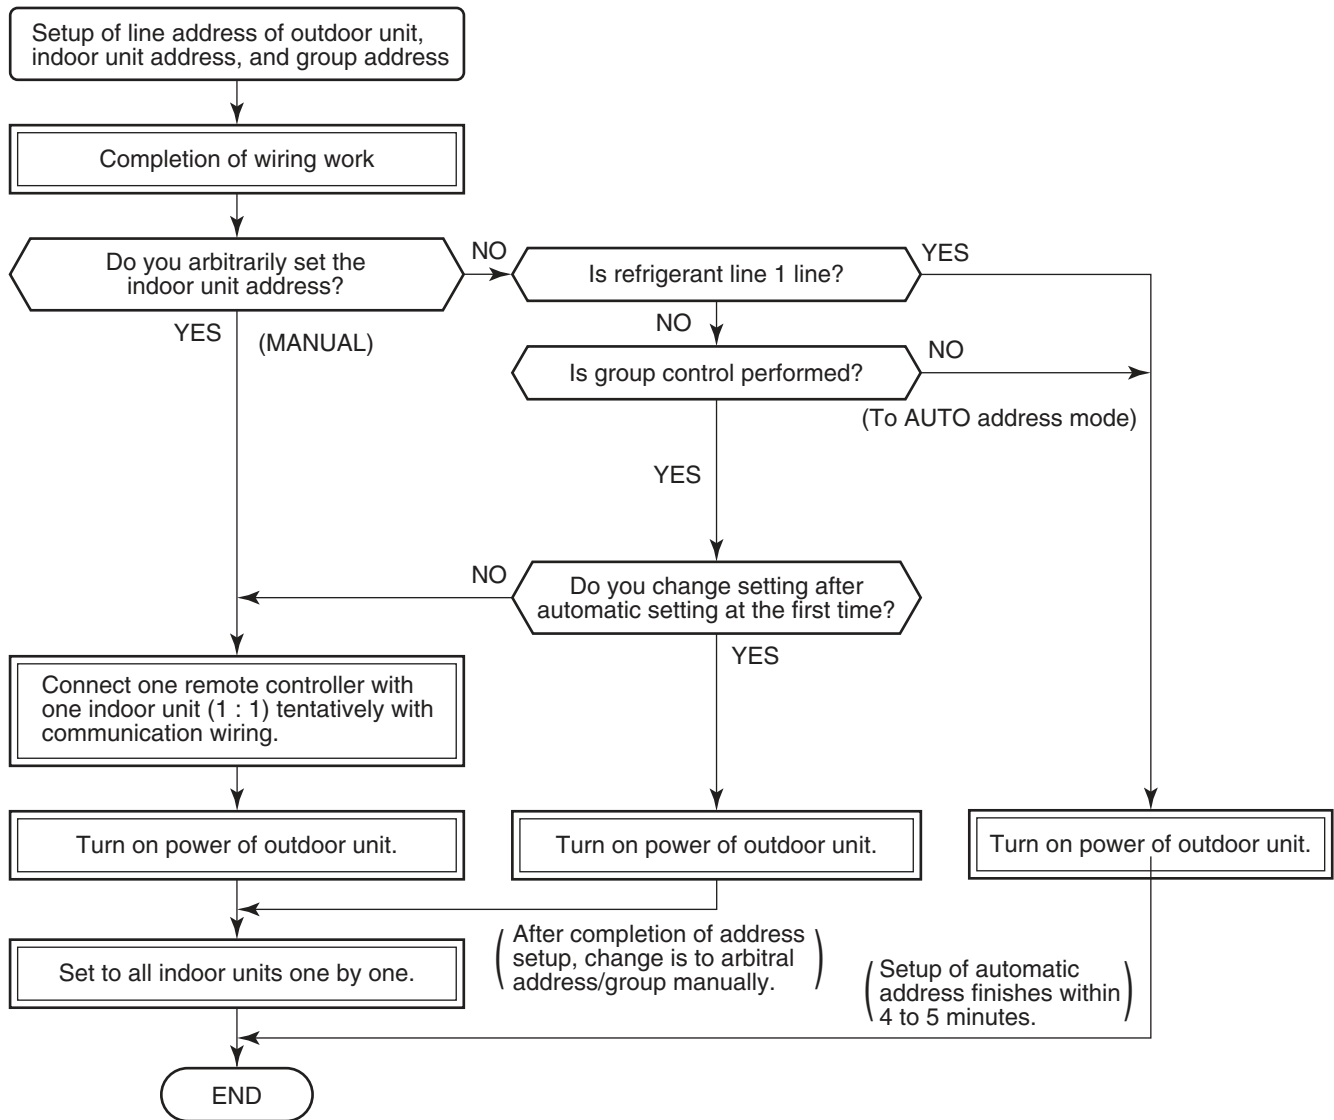 Setup of line address of outdoor unit,
indoor unit address, and group address
Completion of wiring work
Do you arbitrarily set the
indoor unit address?
NO
Is refrigerant line 1 line?
YES
YES
(MANUAL)
NO
Is group control performed?
NO
(To AUTO address mode)
YES
NO
Do you change setting after
automatic setting at the first time?
YES
Connect one remote controller with
one indoor unit (1 : 1) tentatively with
communication wiring.
Turn on power of outdoor unit.
Turn on power of outdoor unit.
Turn on power of outdoor unit.
(After completion of address
setup, change is to arbitral
address/group manually.)
Set to all indoor units one by one.
(Setup of automatic
address finishes within
4 to 5 minutes.)
END